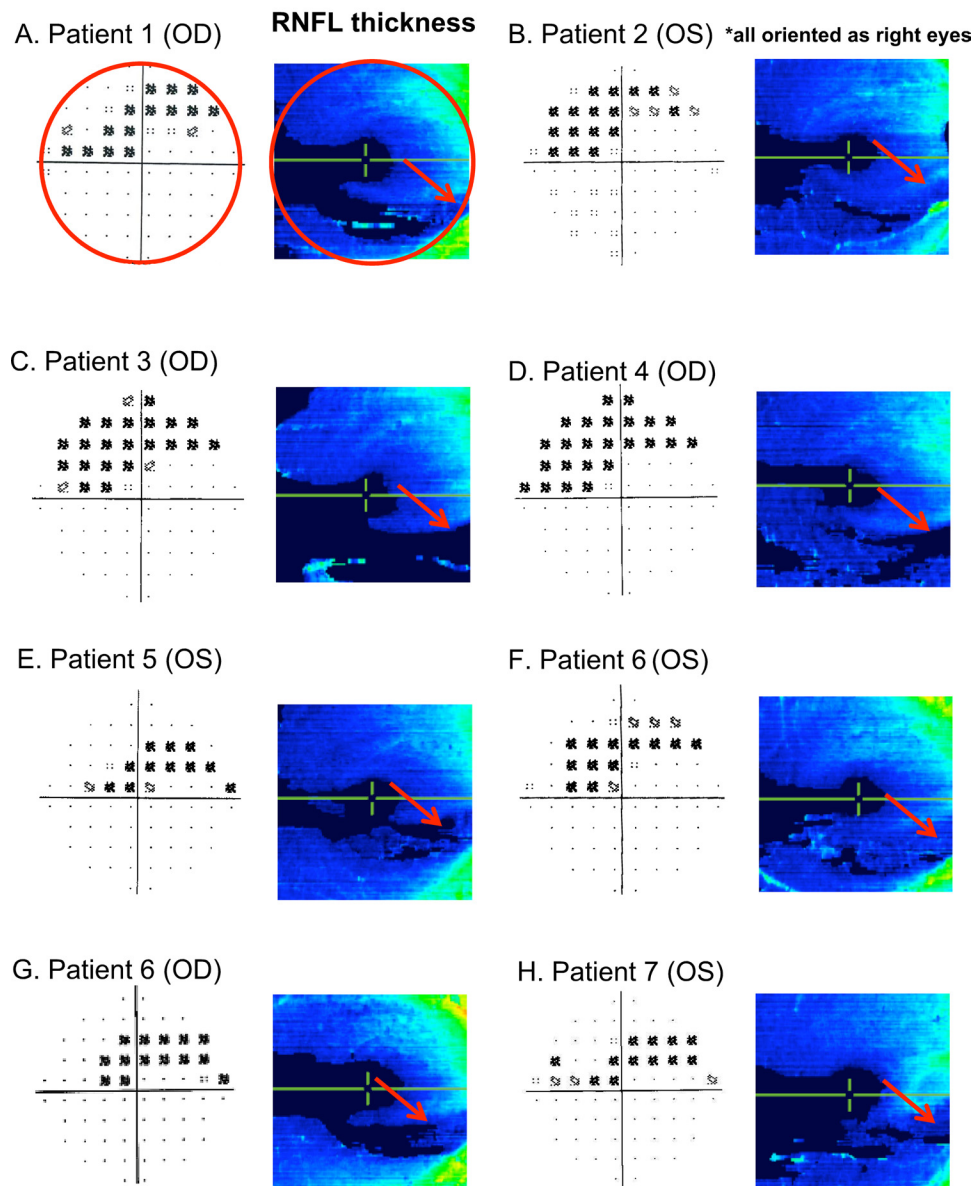 A. Patient 1 (OD)
RNFL thickness
B. Patient 2 (OS)
*all oriented as right eyes
C. Patient 3 (OD)
D. Patient 4 (OD)
E. Patient 5 (OS)
F. Patient 6 (OS)
G. Patient 6 (OD)
H. Patient 7 (OS)